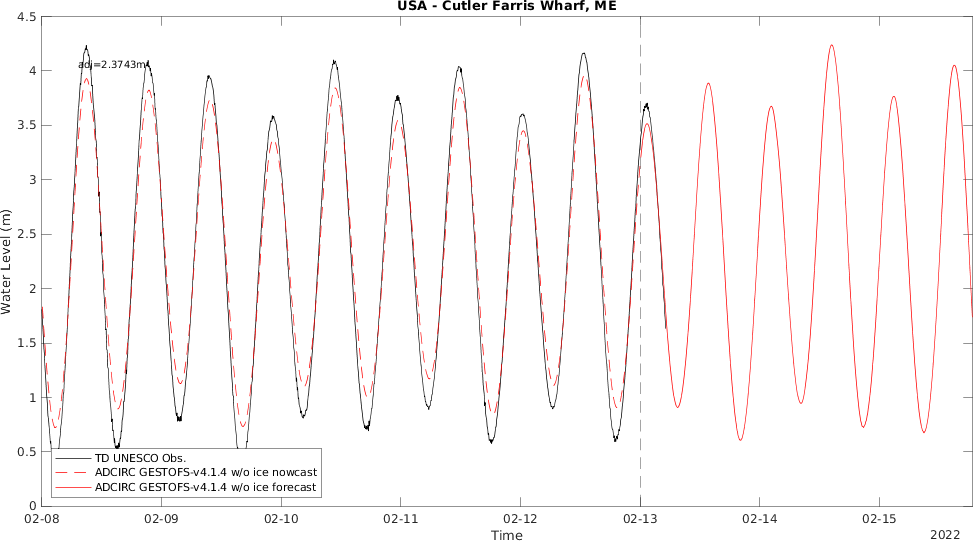 USA - Cutler Farris Wharf, ME
4.5
4
3.5
3
2.5
2
1.5
1
0.5
0
Water Level (m)
adj=2.3743m
TD UNESCO Obs.
ADCIRC GESTOFS-v4.1.4 w/o ice nowcast
ADCIRC GESTOFS-v4.1.4 w/o ice forecast
02-08 02-09 02-10 02-11 02-12 02-13 02-14 02-15
Time
2022